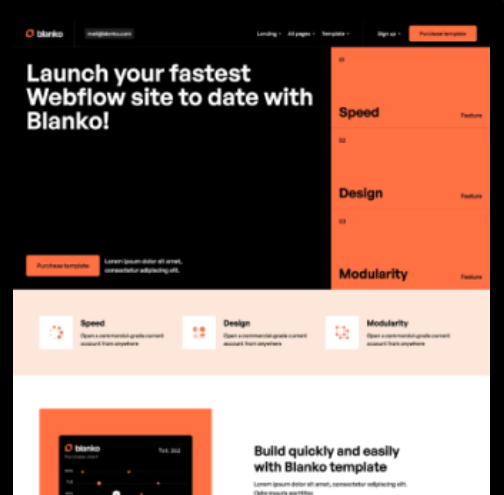 blanko
mail@blanko.com
Landing
All pages
Template
Sign up
Purchase template
Launch your fastest
Webflow site to date with
Blanko!
01
Speed
Feature
02
Design
Feature
03
Modularity
Feature
Purchase template
Lorem ipsum dolor sit amet,
consectetur adipiscing elit.
Speed
Open a commercial-grade current
account from anywhere
Design
Open a commercial-grade current
account from anywhere
Modularity
Open a commercial-grade current
account from anywhere
blanko
Purchase chart
Build quickly and easily
with Blanko template
Lorem ipsum dolor sit amet, consectetur adipiscing elit.
Odio mauris